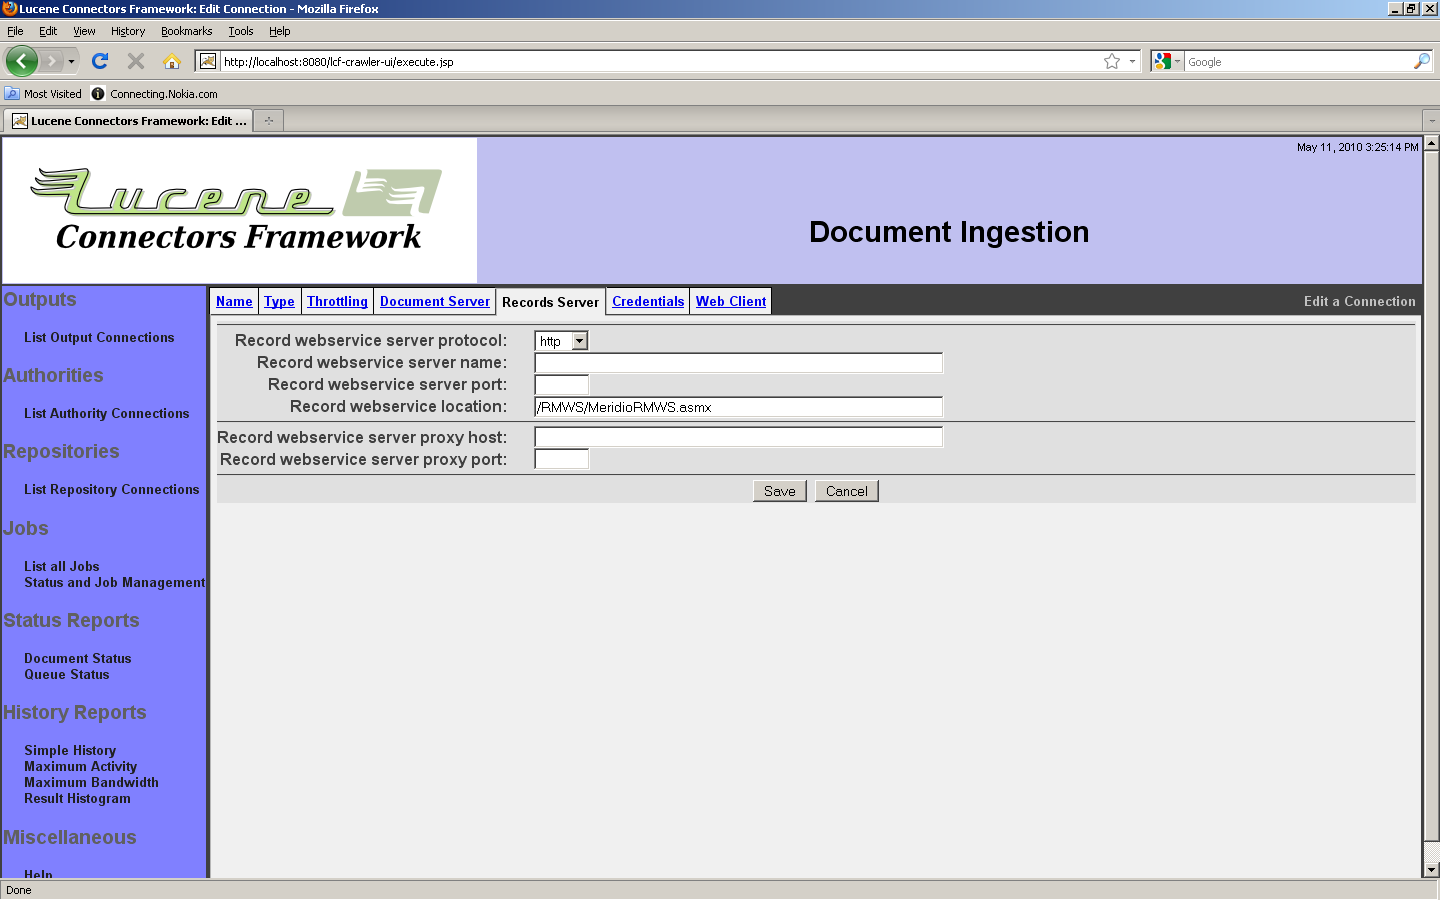 Lucene Connectors Framework: Edit Connection - Mozilla Firefox
File Edit View History Bookmarks Tools Help
http://localhost:8080/lcf-crawler-ui/execute.jsp
Google
Most Visited Connecting.Nokia.com
Lucene Connectors Framework: Edit ...
May 11, 2010 3:25:14 PM
Lucene
Connectors Framework
Document Ingestion
Outputs
List Output Connections
Authorities
List Authority Connections
Repositories
List Repository Connections
Jobs
List all Jobs
Status and Job Management
Status Reports
Document Status
Queue Status
History Reports
Simple History
Maximum Activity
Maximum Bandwidth
Result Histogram
Miscellaneous
Help
Name Type Throttling Document Server Records Server Credentials Web Client Edit a Connection
Record webservice server protocol: http
Record webservice server name:
Record webservice server port:
Record webservice location: /RMWS/MeridioRMWS.asmx
Record webservice server proxy host:
Record webservice server proxy port:
Save Cancel
Done